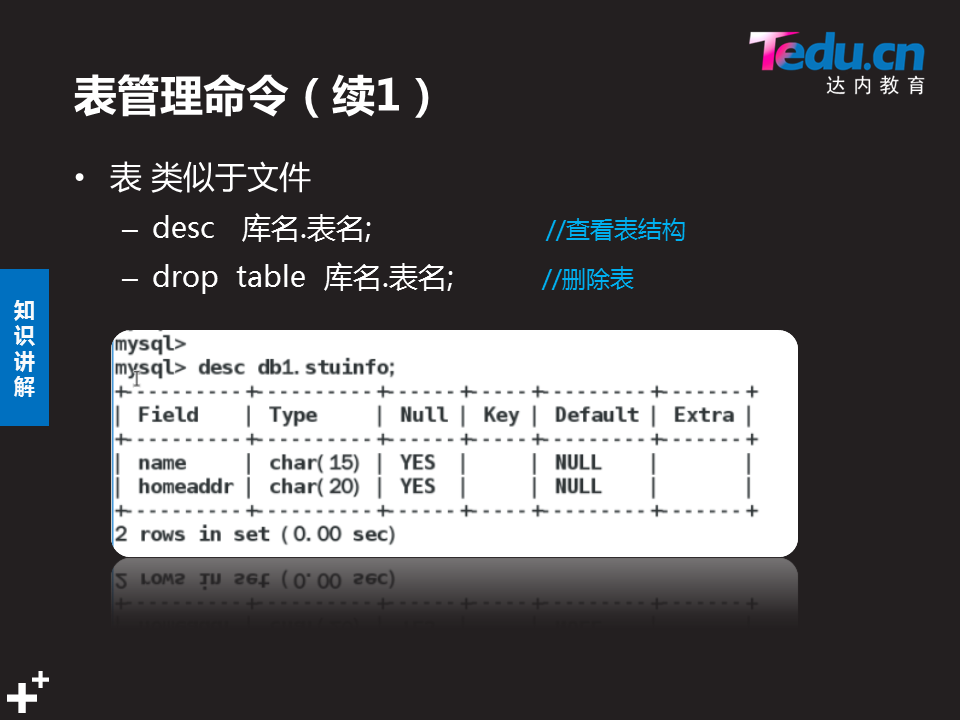 Tedu.cn
达内教育
表管理命令（续1）
• 表 类似于文件
– desc 库名.表名; //查看表结构
– drop table 库名.表名; //删除表
知识讲解
mysql>
mysql> desc db1.stuinfo;
+----------+----------+------+-----+---------+-------+
| Field | Type | Null | Key | Default | Extra |
+----------+----------+------+-----+---------+-------+
| name | char(15) | YES | | NULL | |
| homeaddr | char(20) | YES | | NULL | |
+----------+----------+------+-----+---------+-------+
2 rows in set (0.00 sec)